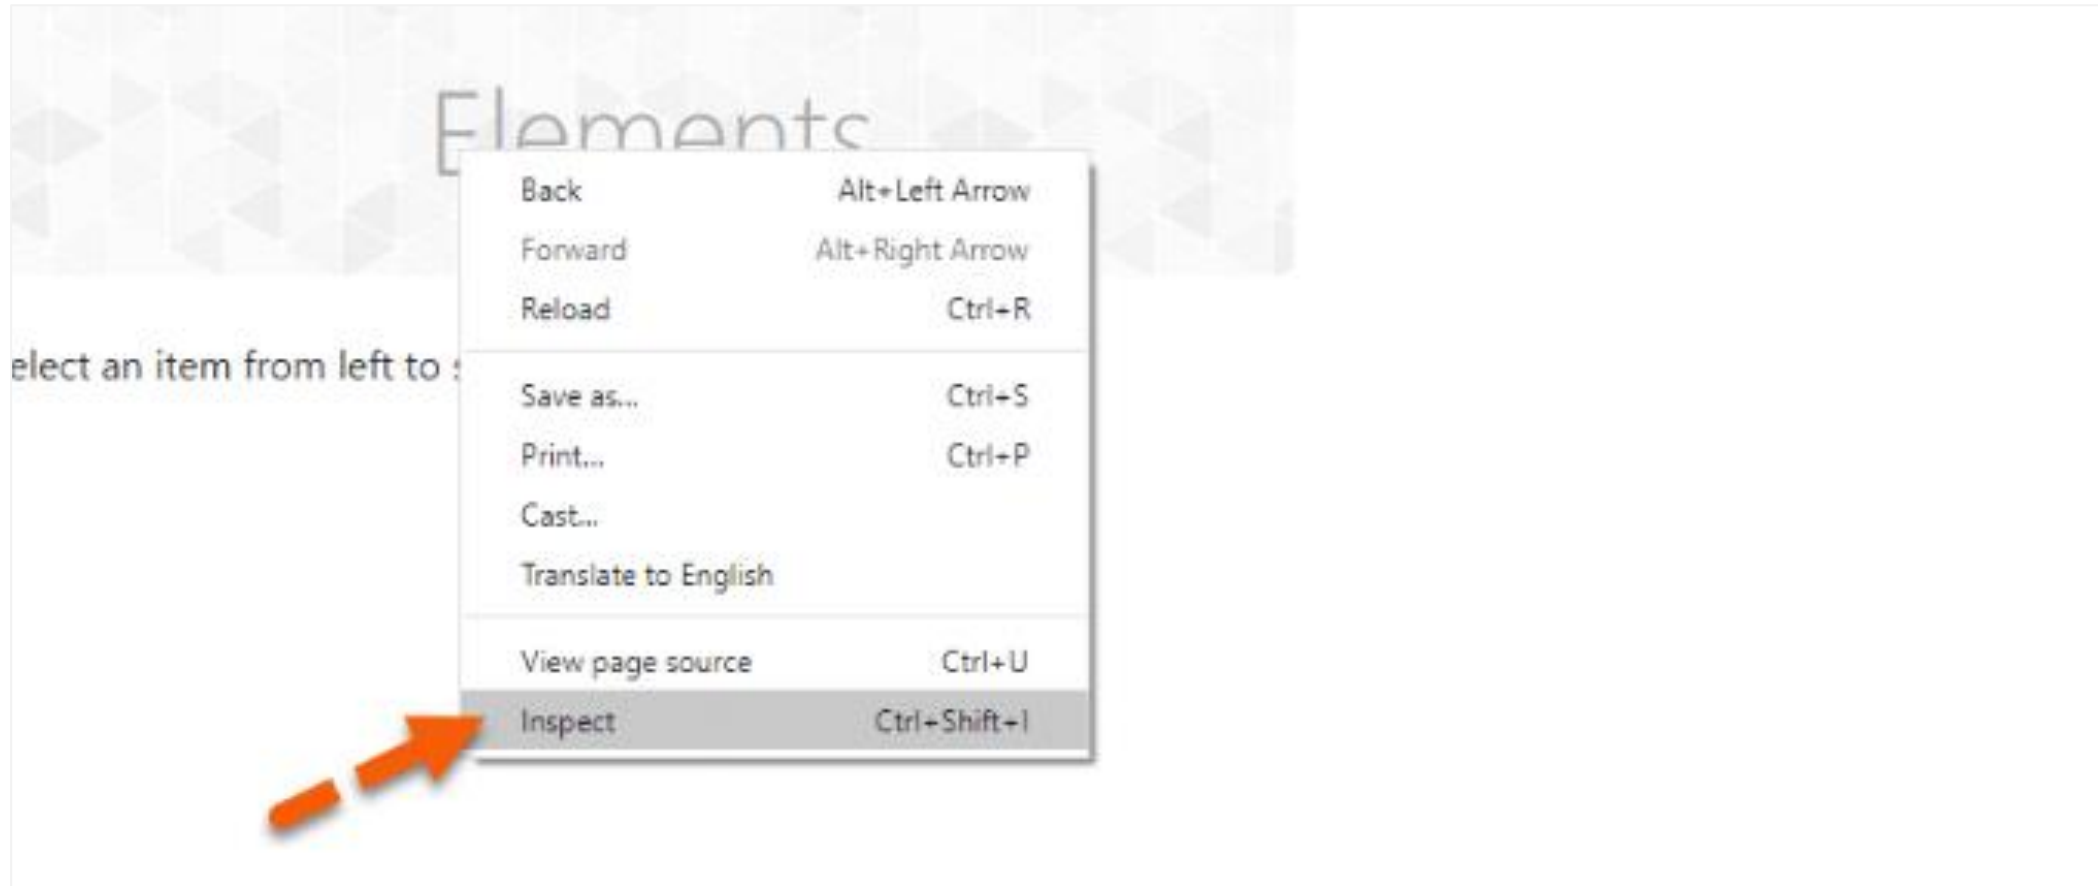 Elements
Back Alt+Left Arrow
Forward Alt+Right Arrow
Reload Ctrl+R
elect an item from left to
Save as... Ctrl+S
Print... Ctrl+P
Cast...
Translate to English
View page source Ctrl+U
Inspect Ctrl+Shift+I